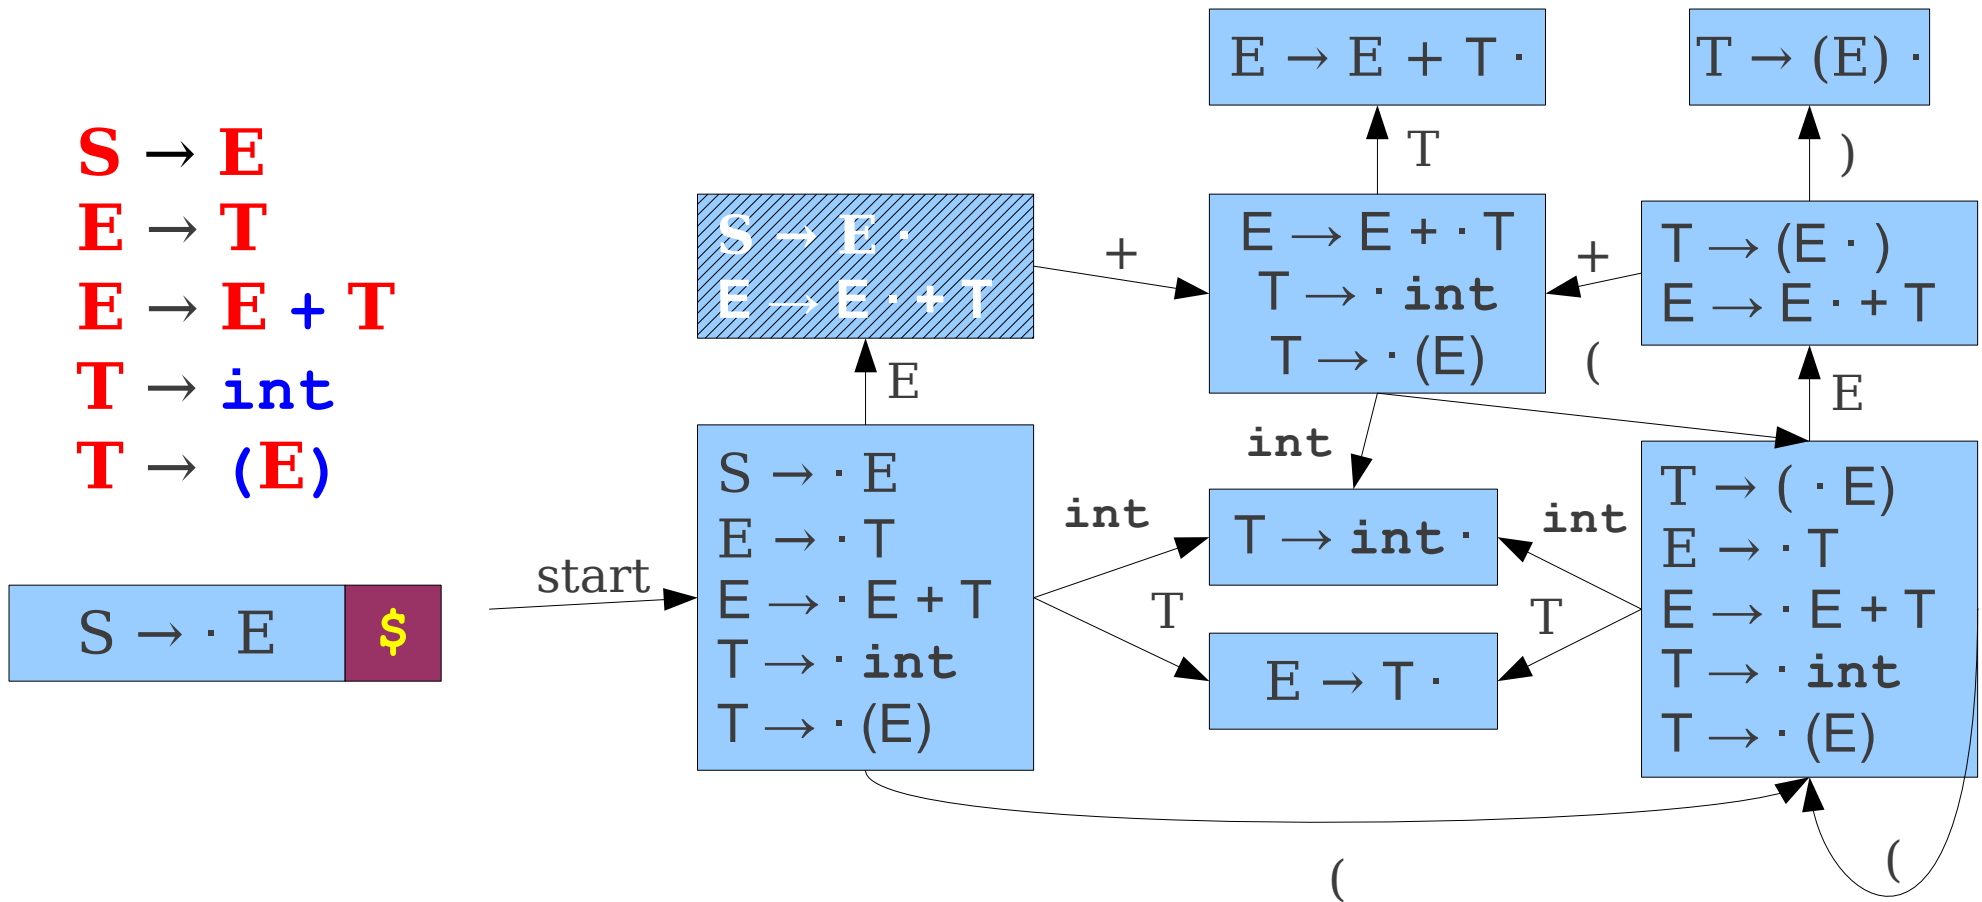 S → E
E → T
E → E + T
T → int
T → (E)
S → · E $
start
S → E ·
E → E · + T
E
S → · E
E → · T
E → · E + T
T → · int
T → · (E)
+
E → E + T ·
T
E → E + · T
T → · int
T → · (E)
int
(
int
T → int ·
int
T
E → T ·
T
T → (E) ·
)
+
T → (E · )
E → E · + T
E
T → ( · E)
E → · T
E → · E + T
T → · int
T → · (E)
(
(